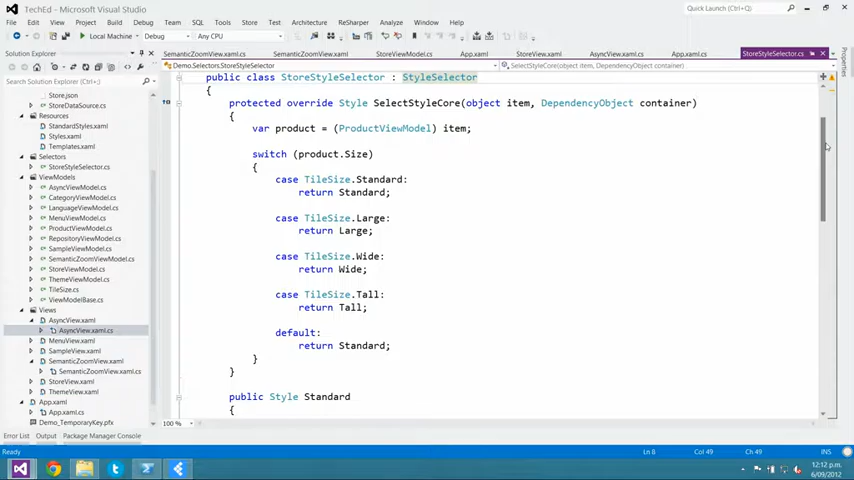 TechEd - Microsoft Visual Studio
Quick Launch (Ctrl+Q)
File Edit View Project Build Debug Team SQL Tools Store Test Architecture ReSharper Analyze Window Help
Local Machine Debug Any CPU
Solution Explorer
SemanticZoomView.xaml.cs SemanticZoomView.xaml StoreViewModel.cs App.xaml StoreView.xaml AsyncView.xaml.cs App.xaml.cs StoreStyleSelector.cs
Demo.Selectors.StoreStyleSelector
SelectStyleCore(object item, DependencyObject container)
Search Solution Explorer (Ctrl+;)
Store.json
StoreDataSource.cs
Resources
StandardStyles.xaml
Styles.xaml
Templates.xaml
Selectors
StoreStyleSelector.cs
ViewModels
AsyncViewModel.cs
CategoryViewModel.cs
LanguageViewModel.cs
MenuViewModel.cs
ProductViewModel.cs
RepositoryViewModel.cs
SampleViewModel.cs
SemanticZoomViewModel.cs
StoreViewModel.cs
ThemeViewModel.cs
TileSize.cs
ViewModelBase.cs
Views
AsyncView.xaml
AsyncView.xaml.cs
MenuView.xaml
SampleView.xaml
SemanticZoomView.xaml
SemanticZoomView.xaml.cs
StoreView.xaml
ThemeView.xaml
App.xaml
App.xaml.cs
Demo_TemporaryKey.pfx
public class StoreStyleSelector : StyleSelector
{
protected override Style SelectStyleCore(object item, DependencyObject container)
{
var product = (ProductViewModel) item;
switch (product.Size)
{
case TileSize.Standard:
return Standard;
case TileSize.Large:
return Large;
case TileSize.Wide:
return Wide;
case TileSize.Tall:
return Tall;
default:
return Standard;
}
}
public Style Standard
{
Properties
100 %
Error List Output Package Manager Console
Ready
Ln 8 Col 49 Ch 49 INS
12:12 p.m.
6/09/2012